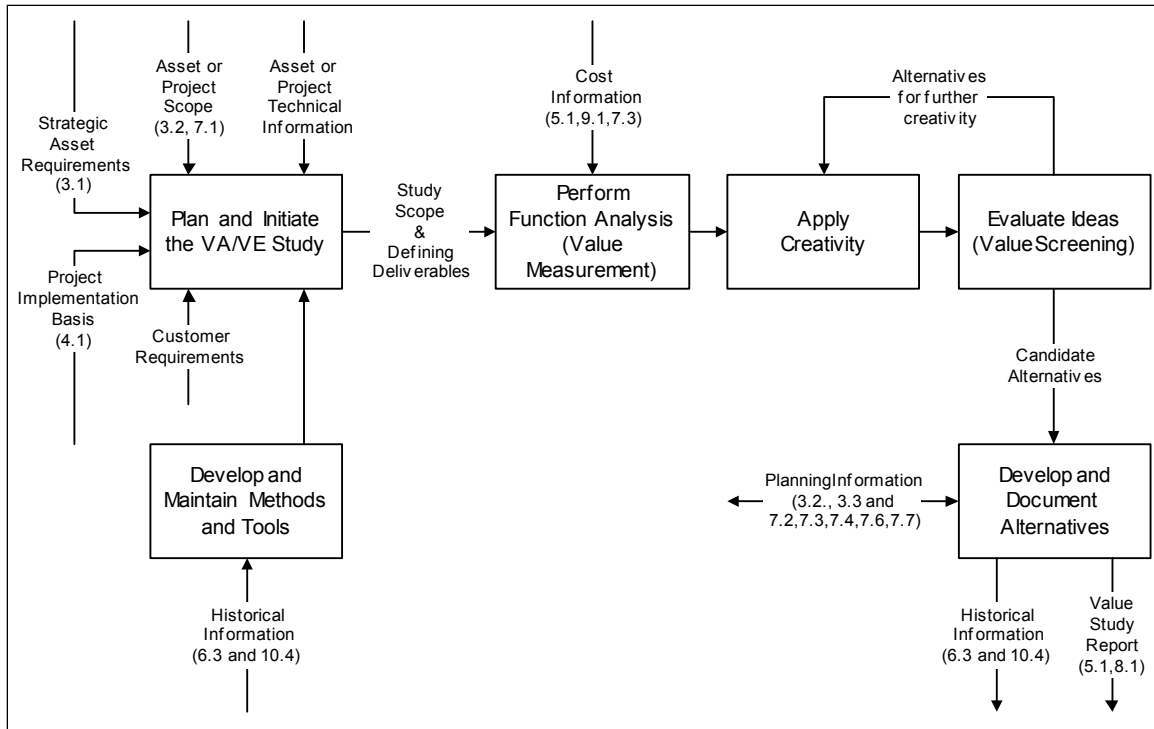 Asset or
Project
Scope
(3.2, 7.1)
Asset or
Project
Technical
Information
Cost
Information
(5.1,9.1,7.3)
Alternatives
for further
creativity
Strategic
Asset
Requirements
(3.1)
Plan and Initiate
the VA/VE Study
Study
Scope
&
Defining
Deliverables
Perform
Function Analysis
(Value
Measurement)
Apply
Creativity
Evaluate Ideas
(Value Screening)
Project
Implementation
Basis
(4.1)
Customer
Requirements
Candidate
Alternatives
Develop and
Maintain Methods
and Tools
Planning Information
(3.2., 3.3 and
7.2,7.3,7.4,7.6,7.7)
Develop and
Document
Alternatives
Historical
Information
(6.3 and 10.4)
Historical
Information
(6.3 and 10.4)
Value
Study
Report
(5.1,8.1)